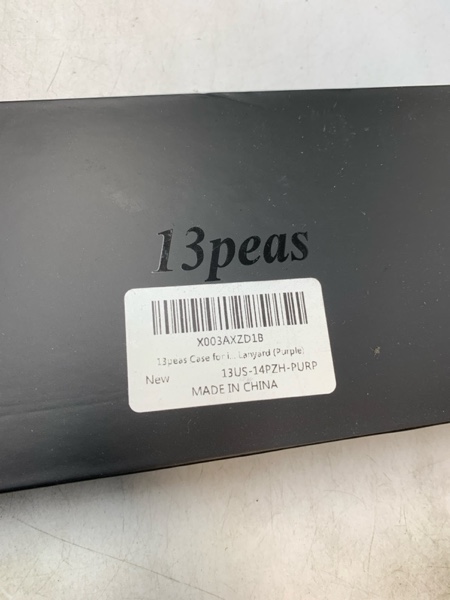 13peas
X003AXZD1B
13peas Case for i... Lanyard (Purple)
New
13US-14PZH-PURP
MADE IN CHINA